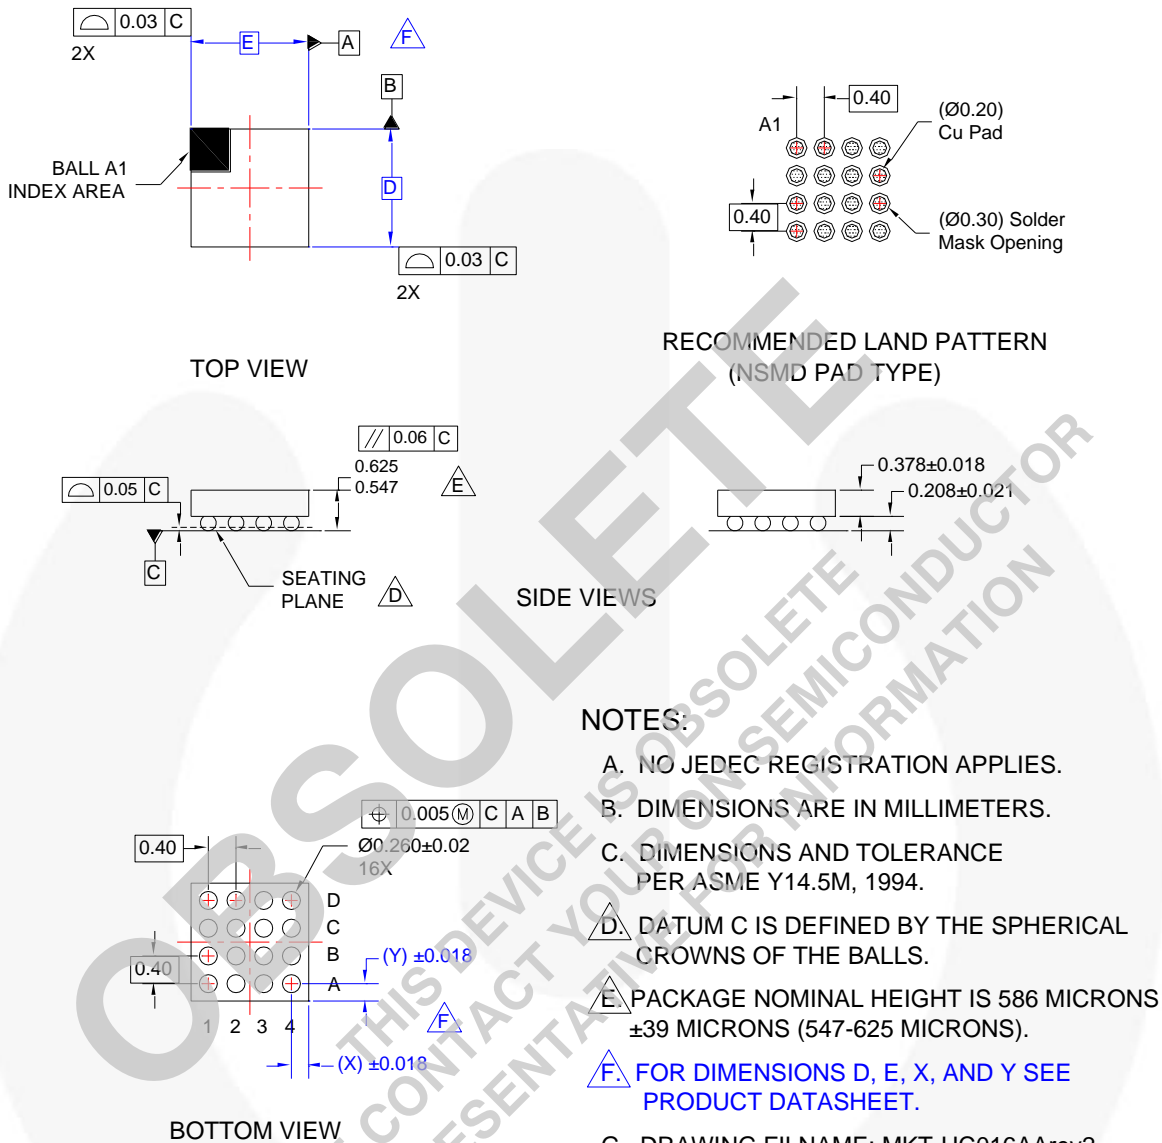 0.03 C
2X
E
A
F
B
BALL A1
INDEX AREA
D
0.03 C
2X
TOP VIEW
0.40
A1
(Ø0.20)
Cu Pad
0.40
(Ø0.30) Solder
Mask Opening
RECOMMENDED LAND PATTERN
(NSMD PAD TYPE)
0.06 C
0.625
0.547
E
0.05 C
C
SEATING
PLANE
D
0.378±0.018
0.208±0.021
SIDE VIEWS
0.005 Ⓜ C A B
Ø0.260±0.02
16X
0.40
D
C
B
A
0.40
1 2 3 4
(Y) ±0.018
F
(X) ±0.018
BOTTOM VIEW
NOTES:
A. NO JEDEC REGISTRATION APPLIES.
B. DIMENSIONS ARE IN MILLIMETERS.
C. DIMENSIONS AND TOLERANCE
PER ASME Y14.5M, 1994.
D. DATUM C IS DEFINED BY THE SPHERICAL
CROWNS OF THE BALLS.
E. PACKAGE NOMINAL HEIGHT IS 586 MICRONS
±39 MICRONS (547-625 MICRONS).
F. FOR DIMENSIONS D, E, X, AND Y SEE
PRODUCT DATASHEET.
G. DRAWING FILNAME: MKT-UC016AArev2
OBSOLETE
THIS DEVICE IS OBSOLETE
CONTACT YOUR ON SEMICONDUCTOR
FOR INFORMATION